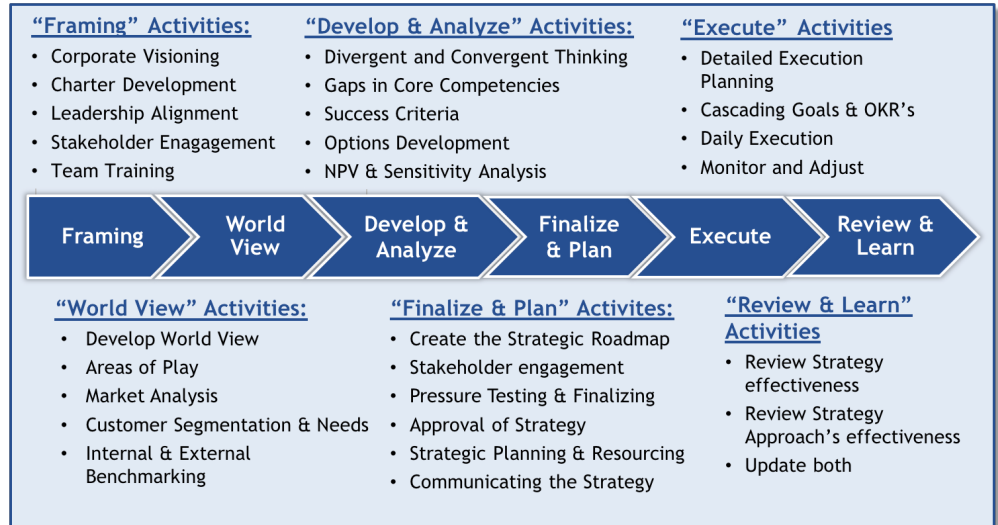 “Framing” Activities:
• Corporate Visioning
• Charter Development
• Leadership Alignment
• Stakeholder Enagagement
• Team Training
“Develop & Analyze” Activities:
• Divergent and Convergent Thinking
• Gaps in Core Competencies
• Success Criteria
• Options Development
• NPV & Sensitivity Analysis
“Execute” Activities
• Detailed Execution
Planning
• Cascading Goals & OKR’s
• Daily Execution
• Monitor and Adjust
Framing
World
View
Develop &
Analyze
Finalize
& Plan
Execute
Review &
Learn
“World View” Activities:
• Develop World View
• Areas of Play
• Market Analysis
• Customer Segmentation & Needs
• Internal & External
Benchmarking
“Finalize & Plan” Activites:
• Create the Strategic Roadmap
• Stakeholder engagement
• Pressure Testing & Finalizing
• Approval of Strategy
• Strategic Planning & Resourcing
• Communicating the Strategy
“Review & Learn”
Activities
• Review Strategy
effectiveness
• Review Strategy
Approach’s effectiveness
• Update both